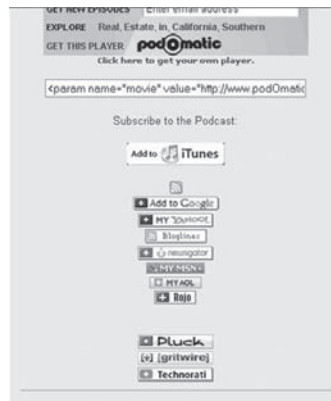 GET NEW EPISODES Enter email address
EXPLORE Real, Estate, in, California, Southern
GET THIS PLAYER podOmatic
Click here to get your own player.
<param name="movie" value="http://www.podOmatic
Subscribe to the Podcast:
Add to iTunes
Add to Google
MY YAHOO!
Bloglines
newsgator
MY MSN
MY AOL
Rojo
Pluck
[+] [gritwire]
Technorati